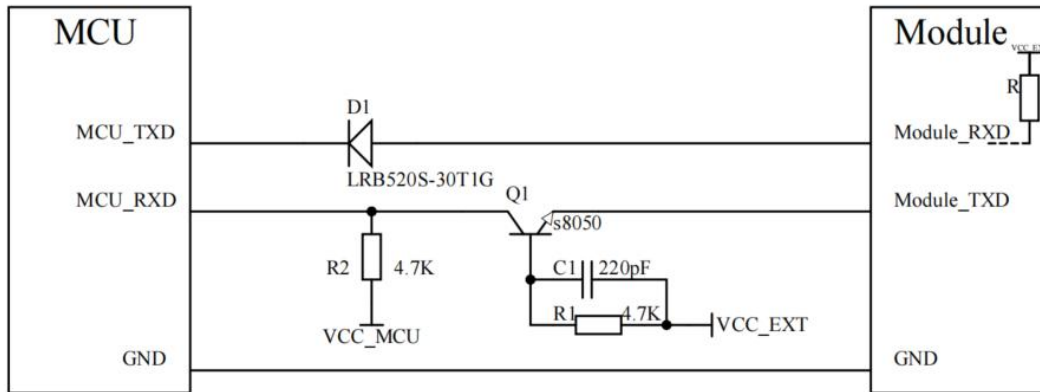 MCU
Module
VCC_EX
R
D1
MCU_TXD
Module_RXD
LRB520S-30T1G
MCU_RXD
Q1
Module_TXD
s8050
R2
4.7K
C1
220pF
R1
4.7K
VCC_MCU
VCC_EXT
GND
GND